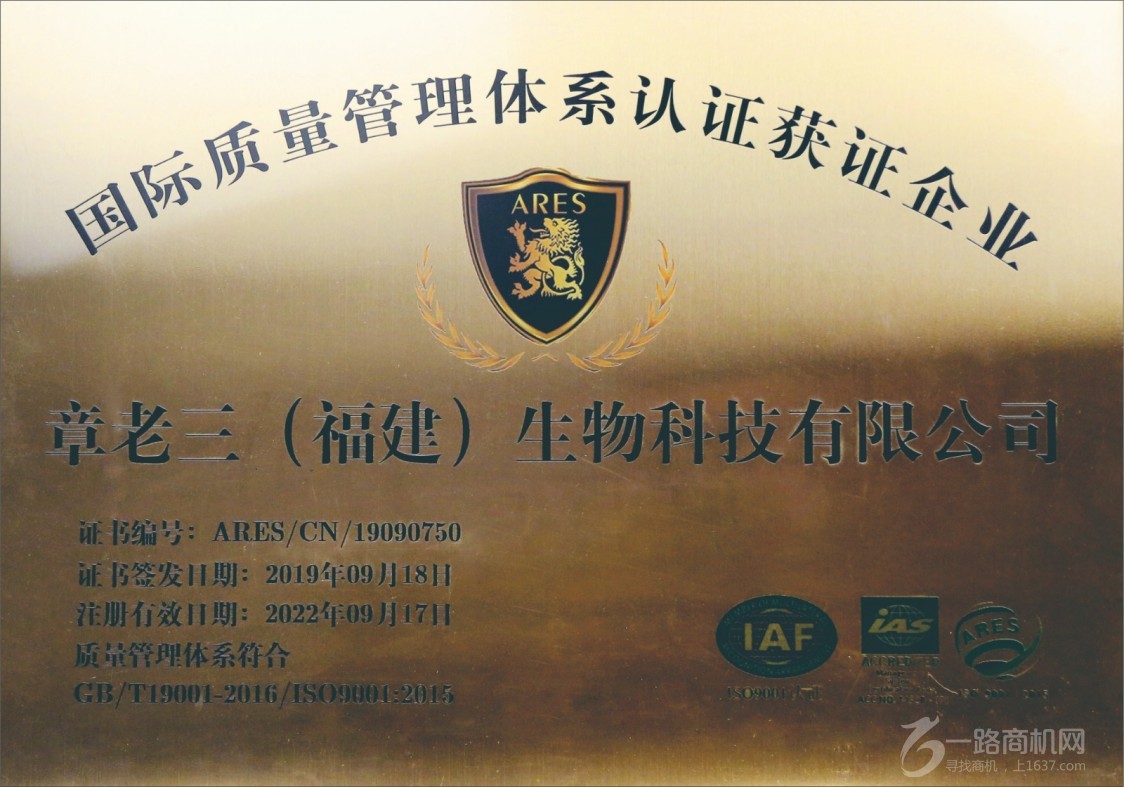 国际质量管理体系认证获证企业
ARES
章老三（福建）生物科技有限公司
证书编号：ARES/CN/19090750
证书签发日期：2019年09月18日
注册有效日期：2022年09月17日
质量管理体系符合
GB/T19001-2016/ISO9001:2015
IAF
ISO9001
iAS
ACCREDITED
ARES
一路商机网
寻找商机，上1637.com